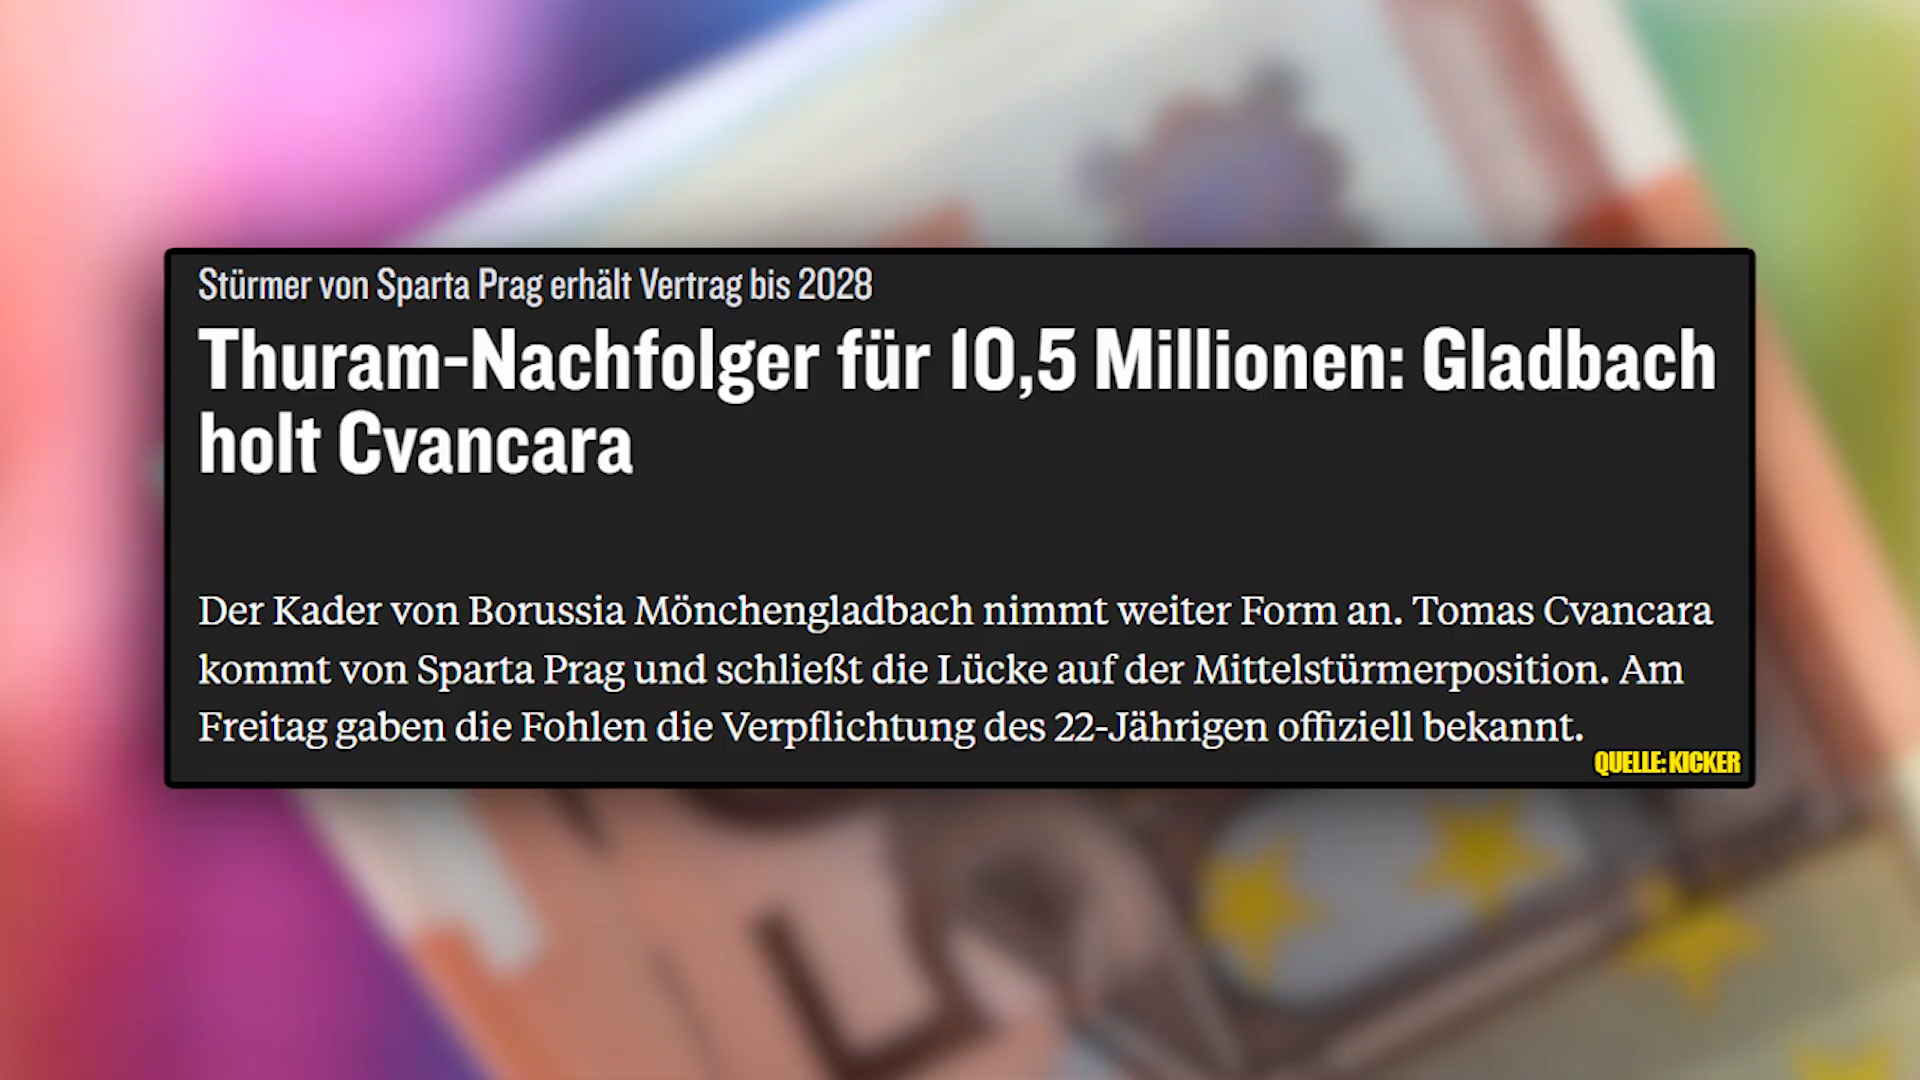 Stürmer von Sparta Prag erhält Vertrag bis 2028
Thuram-Nachfolger für 10,5 Millionen: Gladbach
holt Cvancara
Der Kader von Borussia Mönchengladbach nimmt weiter Form an. Tomas Cvancara
kommt von Sparta Prag und schließt die Lücke auf der Mittelstürmerposition. Am
Freitag gaben die Fohlen die Verpflichtung des 22-Jährigen offiziell bekannt.
QUELLE: KICKER